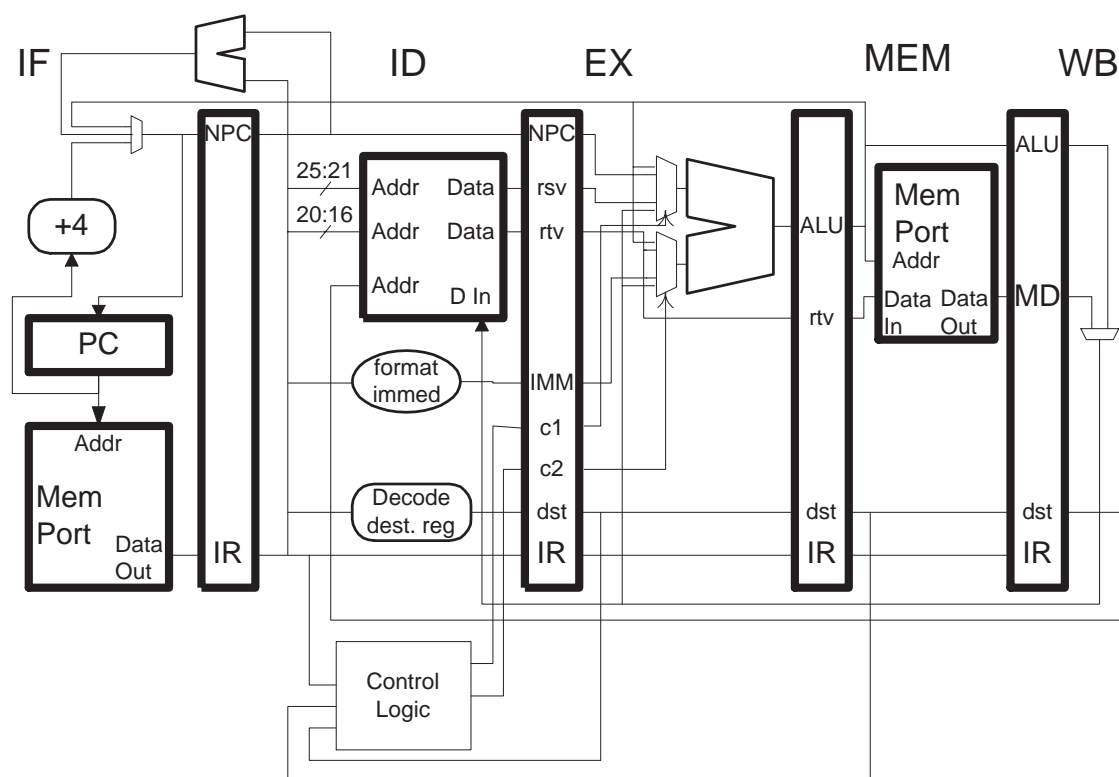 IF
ID
EX
MEM
WB
NPC
25:21
20:16
Addr
Data
Addr
Data
Addr
D In
NPC
rsv
rtv
ALU
rtv
Mem
Port
Addr
Data
In
Data
Out
ALU
MD
+4
PC
Addr
Mem
Port
Data
Out
IR
format
immed
IMM
c1
c2
Decode
dest. reg
dst
IR
dst
IR
dst
IR
Control
Logic